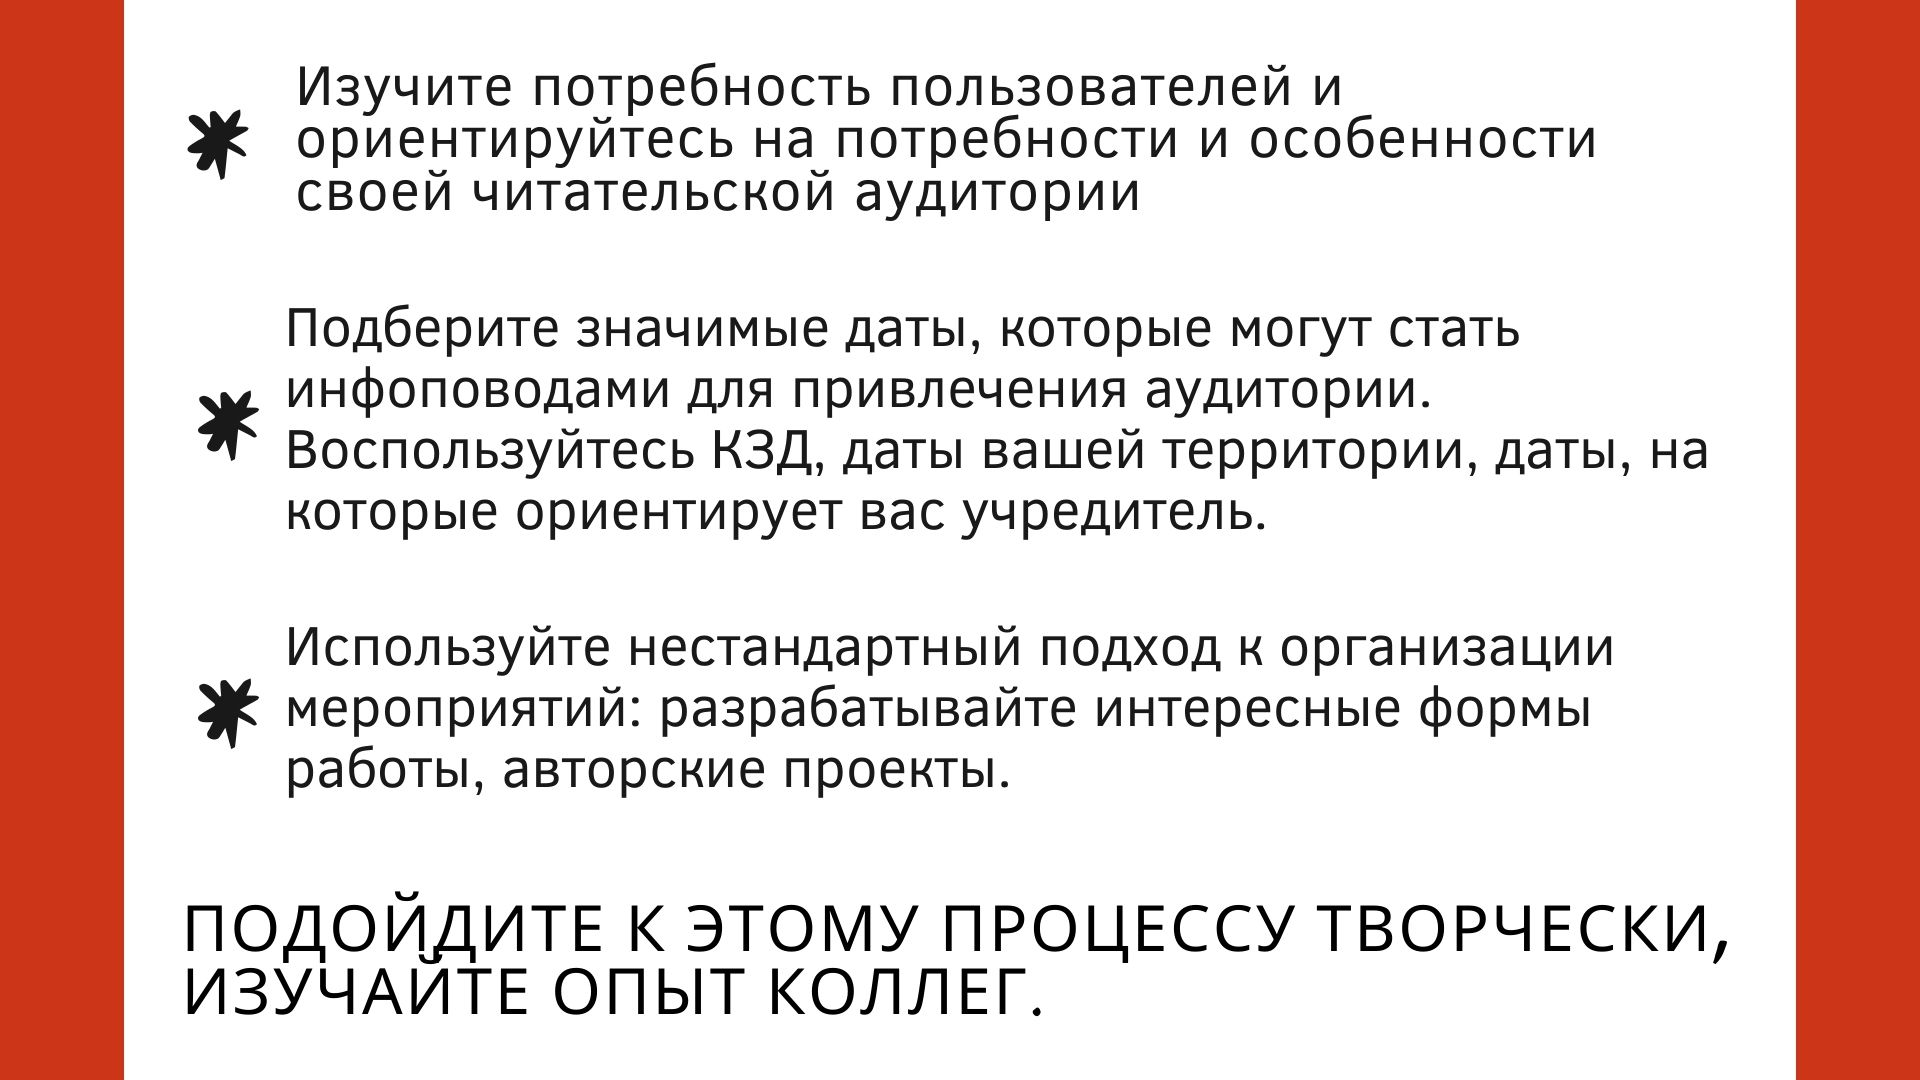 Изучите потребность пользователей и
ориентируйтесь на потребности и особенности
своей читательской аудитории
Подберите значимые даты, которые могут стать
инфоповодами для привлечения аудитории.
Воспользуйтесь КЗД, даты вашей территории, даты, на
которые ориентирует вас учредитель.
Используйте нестандартный подход к организации
мероприятий: разрабатывайте интересные формы
работы, авторские проекты.
ПОДОЙДИТЕ К ЭТОМУ ПРОЦЕССУ ТВОРЧЕСКИ,
ИЗУЧАЙТЕ ОПЫТ КОЛЛЕГ.